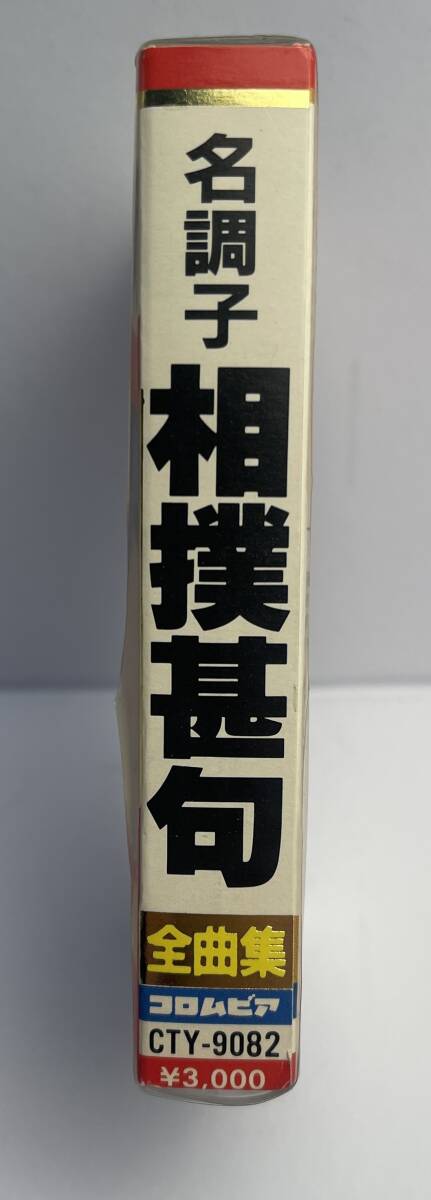 名調子
相撲甚句
全曲集
コロムビア
CTY-9082
¥3,000